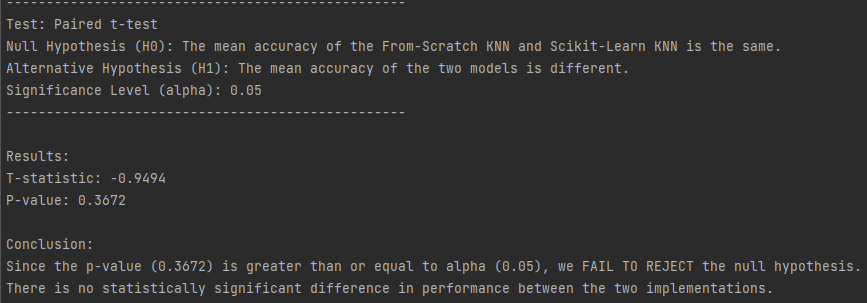 --------------------------------------------------
Test: Paired t-test
Null Hypothesis (H0): The mean accuracy of the From-Scratch KNN and Scikit-Learn KNN is the same.
Alternative Hypothesis (H1): The mean accuracy of the two models is different.
Significance Level (alpha): 0.05
--------------------------------------------------
Results:
T-statistic: -0.9494
P-value: 0.3672
Conclusion:
Since the p-value (0.3672) is greater than or equal to alpha (0.05), we FAIL TO REJECT the null hypothesis.
There is no statistically significant difference in performance between the two implementations.